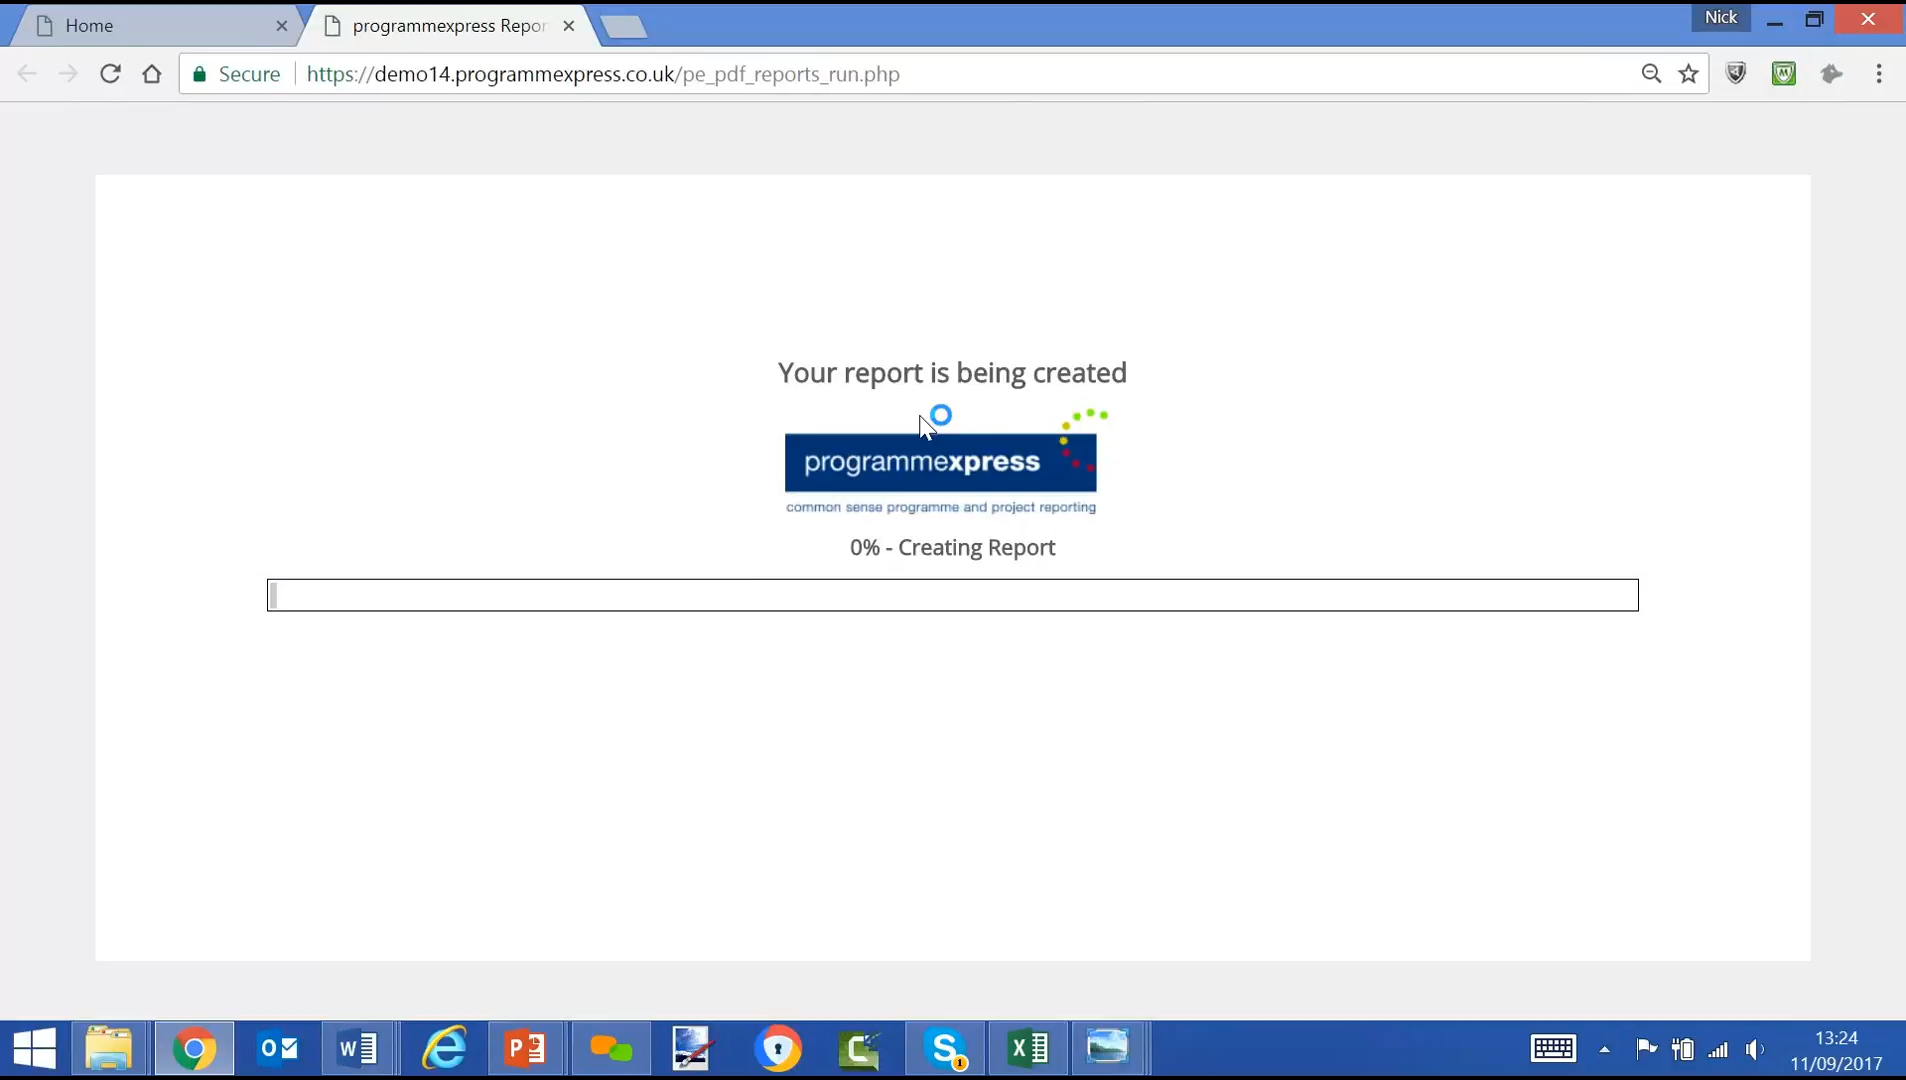 Home
programmexpress Repor
Nick
Secure
https://demo14.programmexpress.co.uk/pe_pdf_reports_run.php
Your report is being created
programmexpress
common sense programme and project reporting
0% - Creating Report
13:24
11/09/2017